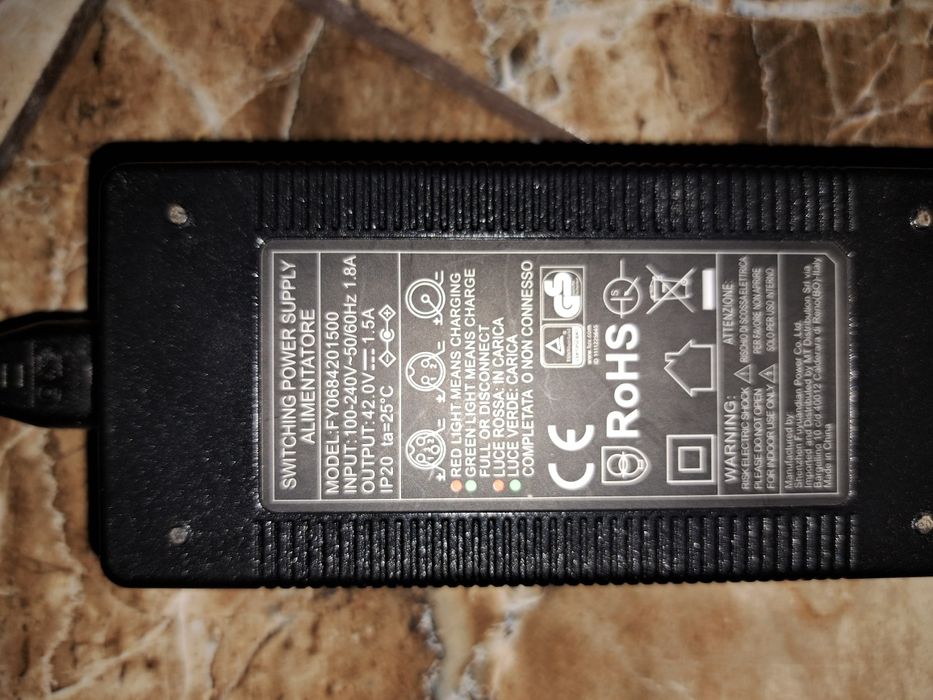 SWITCHING POWER SUPPLY
ALIMENTATORE
MODEL:FY0684201500
INPUT:100-240V~50/60Hz 1.8A
OUTPUT:42.0V⎓1.5A
IP20 ta=25°C
RED LIGHT MEANS CHARGING
GREEN LIGHT MEANS CHARGE
FULL OR DISCONNECT
LUCE ROSSA: IN CARICA
LUCE VERDE: CARICA
COMPLETATA O NON CONNESSO
GS
CE
RoHS
WARNING: ATTENZIONE
RISK ELECTRIC SHOCK RISCHIO DI SCOSSA ELETTRICA
PLEASE DO NOT OPEN PER FAVORE NON APRIRE
FOR INDOOR USE ONLY SOLO PER USO INTERNO
Manufactured by
Shenzhen Fuyuandian Power Co.,Ltd.
Imported and Distributed by MT Distribution Srl via
Bargellino 10 c/d 40012 Calderara di Reno(BO)-Italy
Made in China